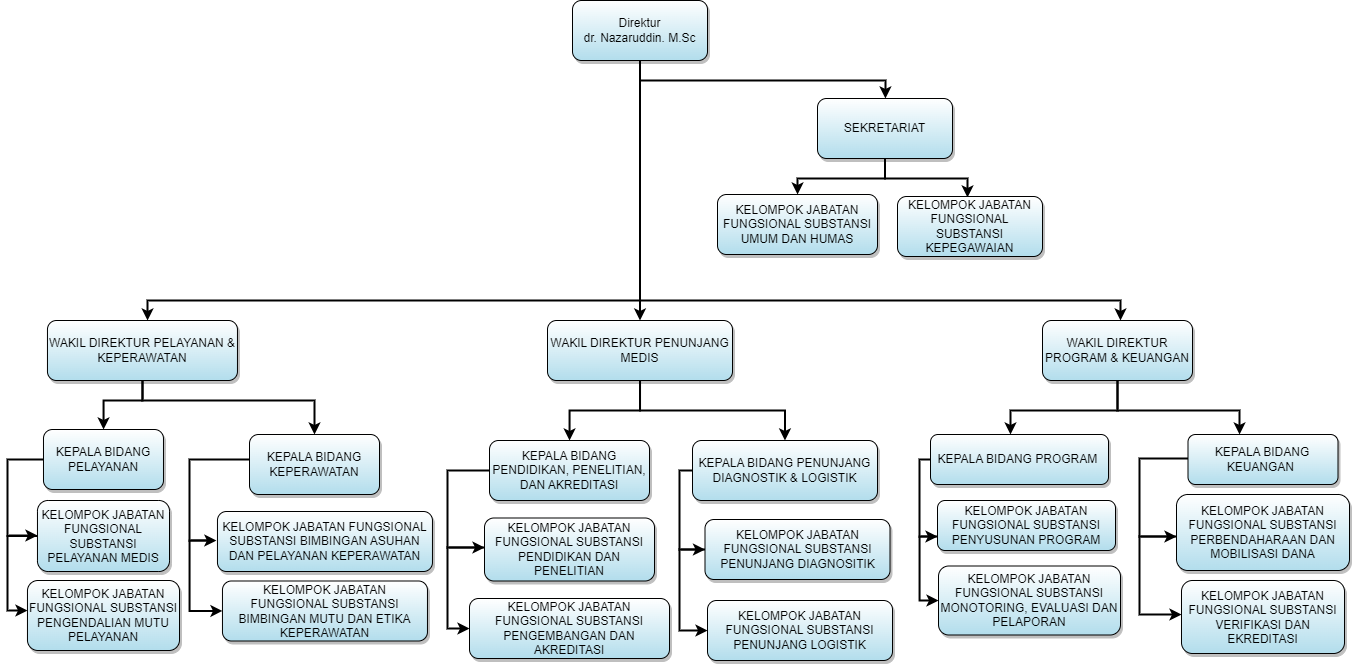 Direktur
dr. Nazaruddin. M.Sc
SEKRETARIAT
KELOMPOK JABATAN
FUNGSIONAL SUBSTANSI
UMUM DAN HUMAS
KELOMPOK JABATAN
FUNGSIONAL
SUBSTANSI
KEPEGAWAIAN
WAKIL DIREKTUR PELAYANAN &
KEPERAWATAN
WAKIL DIREKTUR PENUNJANG
MEDIS
WAKIL DIREKTUR
PROGRAM & KEUANGAN
KEPALA BIDANG
PELAYANAN
KELOMPOK JABATAN
FUNGSIONAL
SUBSTANSI
PELAYANAN MEDIS
KELOMPOK JABATAN
FUNGSIONAL SUBSTANSI
PENGENDALIAN MUTU
PELAYANAN
KEPALA BIDANG
KEPERAWATAN
KELOMPOK JABATAN FUNGSIONAL
SUBSTANSI BIMBINGAN ASUHAN
DAN PELAYANAN KEPERAWATAN
KELOMPOK JABATAN
FUNGSIONAL SUBSTANSI
BIMBINGAN MUTU DAN ETIKA
KEPERAWATAN
KEPALA BIDANG
PENDIDIKAN, PENELITIAN,
DAN AKREDITASI
KELOMPOK JABATAN
FUNGSIONAL SUBSTANSI
PENDIDIKAN DAN
PENELITIAN
KELOMPOK JABATAN
FUNGSIONAL SUBSTANSI
PENGEMBANGAN DAN
AKREDITASI
KEPALA BIDANG PENUNJANG
DIAGNOSTIK & LOGISTIK
KELOMPOK JABATAN
FUNGSIONAL SUBSTANSI
PENUNJANG DIAGNOSITIK
KELOMPOK JABATAN
FUNGSIONAL SUBSTANSI
PENUNJANG LOGISTIK
KEPALA BIDANG PROGRAM
KELOMPOK JABATAN
FUNGSIONAL SUBSTANSI
PENYUSUNAN PROGRAM
KELOMPOK JABATAN
FUNGSIONAL SUBSTANSI
MONOTORING, EVALUASI DAN
PELAPORAN
KEPALA BIDANG
KEUANGAN
KELOMPOK JABATAN
FUNGSIONAL SUBSTANSI
PERBENDAHARAAN DAN
MOBILISASI DANA
KELOMPOK JABATAN
FUNGSIONAL SUBSTANSI
VERIFIKASI DAN
EKREDITASI